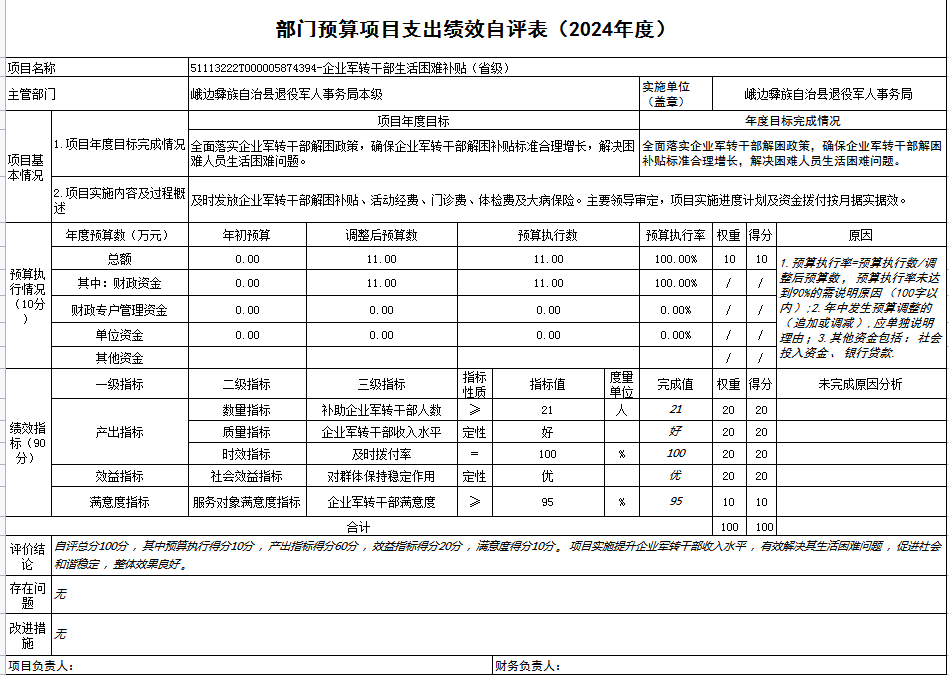 部门预算项目支出绩效自评表（2024年度）
项目名称 51113222T000005874394-企业军转干部生活困难补贴（省级）
主管部门 峨边彝族自治县退役军人事务局本级 实施单位（盖章） 峨边彝族自治县退役军人事务局
项目基本情况 1.项目年度目标完成情况 项目年度目标 年度目标完成情况
全面落实企业军转干部解困政策，确保企业军转干部解困补贴标准合理增长，解决困难人员生活困难问题。 全面落实企业军转干部解困政策，确保企业军转干部解困补贴标准合理增长，解决困难人员生活困难问题。
2.项目实施内容及过程概述 及时发放企业军转干部解困补贴、活动经费、门诊费、体检费及大病保险。主要领导审定，项目实施进度计划及资金拨付按月据实据效。
预算执行情况（10分） 年度预算数（万元） 年初预算 调整后预算数 预算执行数 预算执行率 权重 得分 原因
总额 0.00 11.00 11.00 100.00% 10 10 1.预算执行率=预算执行数/调整后预算数，预算执行率未达到90%的需说明原因（100字以内）;2.年中发生预算调整的（追加或调减）,应单独说明理由；3.其他资金包括：社会投入资金、银行贷款.
其中：财政资金 0.00 11.00 11.00 100.00% / /
财政专户管理资金 0.00 0.00 0.00 0.00% / /
单位资金 0.00 0.00 0.00 0.00% / /
其他资金 / /
绩效指标（90分） 一级指标 二级指标 三级指标 指标性质 指标值 度量单位 完成值 权重 得分 未完成原因分析
产出指标 数量指标 补助企业军转干部人数 ≥ 21 人 21 20 20
质量指标 企业军转干部收入水平 定性 好 好 20 20
时效指标 及时拨付率 = 100 % 100 20 20
效益指标 社会效益指标 对群体保持稳定作用 定性 优 优 20 20
满意度指标 服务对象满意度指标 企业军转干部满意度 ≥ 95 % 95 10 10
合计 100 100
评价结论 自评总分100分，其中预算执行得分10分，产出指标得分60分，效益指标得分20分，满意度得分10分。项目实施提升企业军转干部收入水平，有效解决其生活困难问题，促进社会和谐稳定，整体效果良好。
存在问题 无
改进措施 无
项目负责人： 财务负责人：